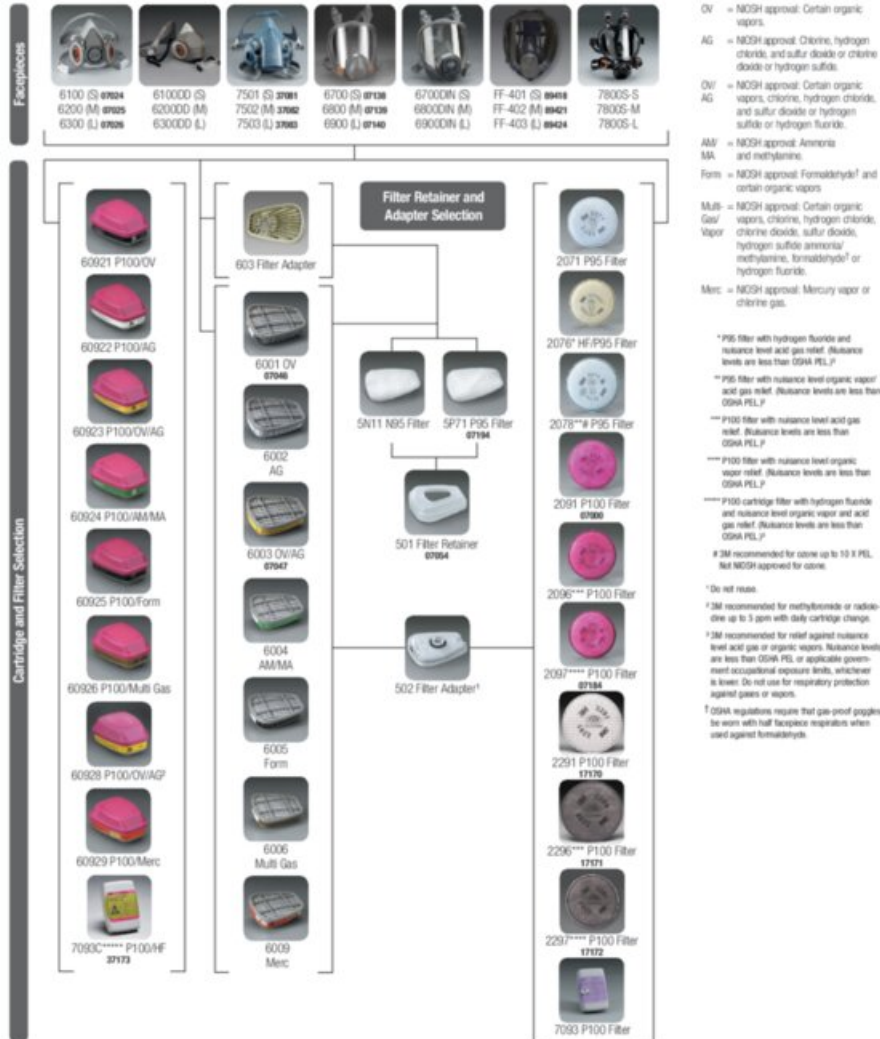 Facepieces
6100 (S) 07024
6200 (M) 07025
6300 (L) 07026
6100DD (S)
6200DD (M)
6300DD (L)
7501 (S) 37081
7502 (M) 37082
7503 (L) 37083
6700 (S) 07138
6800 (M) 07139
6900 (L) 07140
6700DIN (S)
6800DIN (M)
6900DIN (L)
FF-401 (S) 89418
FF-402 (M) 89421
FF-403 (L) 89424
7800S-S
7800S-M
7800S-L
Cartridge and Filter Selection
60921 P100/OV
60922 P100/AG
60923 P100/OV/AG
60924 P100/AM/MA
60925 P100/Form
60926 P100/Multi Gas
60928 P100/OV/AG²
60929 P100/Merc
7093C***** P100/HF
37173
603 Filter Adapter
6001 OV
07046
6002
AG
6003 OV/AG
07047
6004
AM/MA
6005
Form
6006
Multi Gas
6009
Merc
Filter Retainer and
Adapter Selection
5N11 N95 Filter
5P71 P95 Filter
07194
501 Filter Retainer
07054
502 Filter Adapter¹
2071 P95 Filter
2076* HF/P95 Filter
2078**# P95 Filter
2091 P100 Filter
07000
2096*** P100 Filter
2097**** P100 Filter
07184
2291 P100 Filter
17170
2296*** P100 Filter
17171
2297**** P100 Filter
17172
7093 P100 Filter
OV = NIOSH approval: Certain organic
vapors.
AG = NIOSH approval: Chlorine, hydrogen
chloride, and sulfur dioxide or chlorine
dioxide or hydrogen sulfide.
OV/ = NIOSH approval: Certain organic
AG vapors, chlorine, hydrogen chloride,
and sulfur dioxide or hydrogen
sulfide or hydrogen fluoride.
AM/ = NIOSH approval: Ammonia
MA and methylamine.
Form = NIOSH approval: Formaldehyde† and
certain organic vapors
Multi- = NIOSH approval: Certain organic
Gas/ vapors, chlorine, hydrogen chloride,
Vapor chlorine dioxide, sulfur dioxide,
hydrogen sulfide ammonia/
methylamine, formaldehyde† or
hydrogen fluoride.
Merc = NIOSH approval: Mercury vapor or
chlorine gas.
* P95 filter with hydrogen fluoride and
nuisance level acid gas relief. (Nuisance
levels are less than OSHA PEL.)³
** P95 filter with nuisance level organic vapor/
acid gas relief. (Nuisance levels are less than
OSHA PEL.)³
*** P100 filter with nuisance level acid gas
relief. (Nuisance levels are less than
OSHA PEL.)³
**** P100 filter with nuisance level organic
vapor relief. (Nuisance levels are less than
OSHA PEL.)³
***** P100 cartridge filter with hydrogen fluoride
and nuisance level organic vapor and acid
gas relief. (Nuisance levels are less than
OSHA PEL.)³
# 3M recommended for ozone up to 10 X PEL.
Not NIOSH approved for ozone.
¹ Do not reuse.
² 3M recommended for methylbromide or radioio-
dine up to 5 ppm with daily cartridge change.
³ 3M recommended for relief against nuisance
level acid gas or organic vapors. Nuisance levels
are less than OSHA PEL or applicable govern-
ment occupational exposure limits, whichever
is lower. Do not use for respiratory protection
against gases or vapors.
† OSHA regulations require that gas-proof goggles
be worn with half facepiece respirators when
used against formaldehyde.